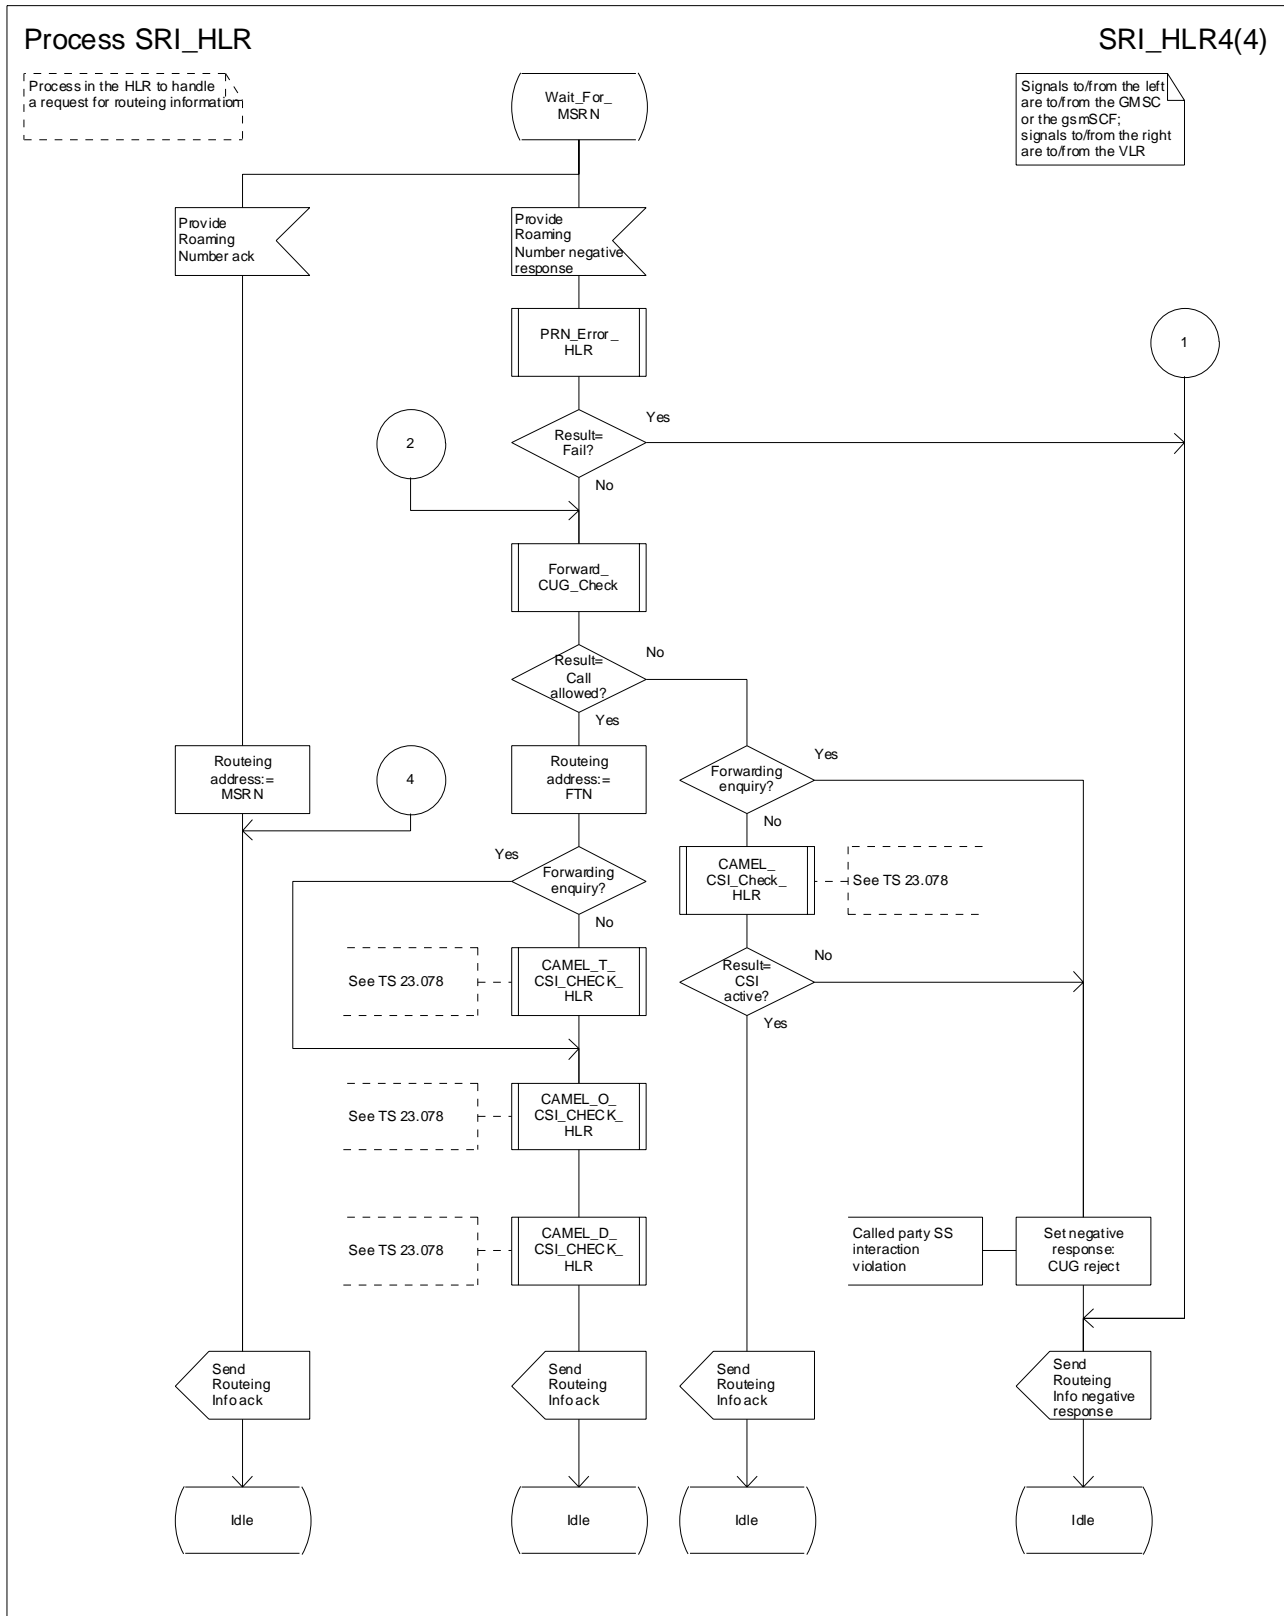 Process SRI_HLR
SRI_HLR4(4)
Process in the HLR to handle
a request for routeing information
Wait_For_
MSRN
Signals to/from the left
are to/from the GMSC
or the gsmSCF;
signals to/from the right
are to/from the VLR
Provide
Roaming
Number ack
Provide
Roaming
Number negative
response
PRN_Error_
HLR
1
Result=
Fail?
Yes
No
2
Forward_
CUG_Check
Result=
Call
allowed?
No
Yes
Routeing
address:=
MSRN
4
Routeing
address:=
FTN
Forwarding
enquiry?
Yes
No
Yes
Forwarding
enquiry?
No
CAMEL_
CSI_Check_
HLR
See TS 23.078
See TS 23.078
CAMEL_T_
CSI_CHECK_
HLR
Result=
CSI
active?
No
Yes
See TS 23.078
CAMEL_O_
CSI_CHECK_
HLR
See TS 23.078
CAMEL_D_
CSI_CHECK_
HLR
Called party SS
interaction
violation
Set negative
response:
CUG reject
Send
Routeing
Info ack
Send
Routeing
Info ack
Send
Routeing
Info ack
Send
Routeing
Info negative
response
Idle
Idle
Idle
Idle